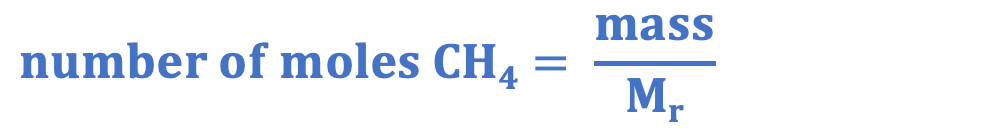 number of moles CH₄ = mass
Mᵣ